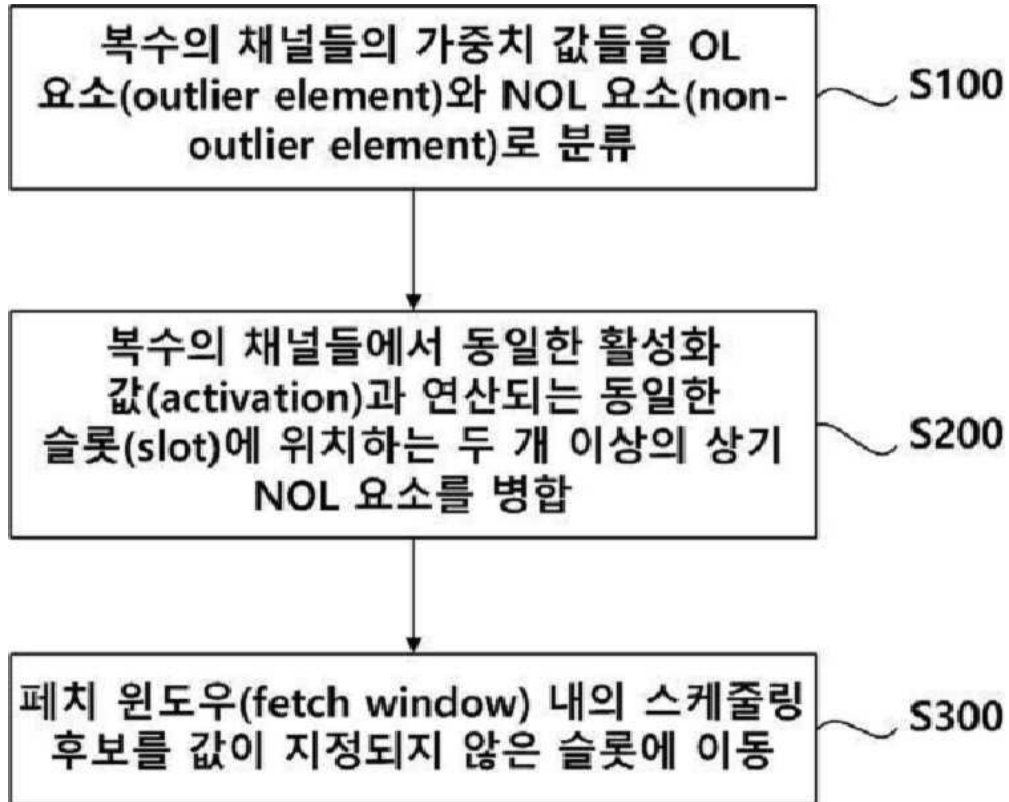 복수의 채널들의 가중치 값들을 OL
요소(outlier element)와 NOL 요소(non-
outlier element)로 분류
S100
복수의 채널들에서 동일한 활성화
값(activation)과 연산되는 동일한
슬롯(slot)에 위치하는 두 개 이상의 상기
NOL 요소를 병합
S200
페치 윈도우(fetch window) 내의 스케줄링
후보를 값이 지정되지 않은 슬롯에 이동
S300